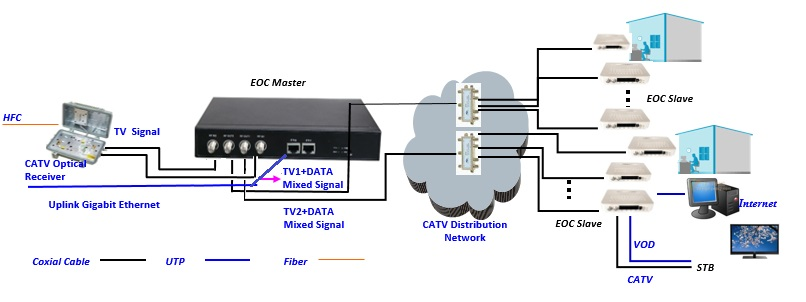 EOC Master
HFC
TV Signal
EOC Slave
CATV Optical
Receiver
TV1+DATA
Mixed Signal
Uplink Gigabit Ethernet
TV2+DATA
Mixed Signal
CATV Distribution
Network
EOC Slave
Internet
VOD
STB
CATV
Coxial Cable
UTP
Fiber